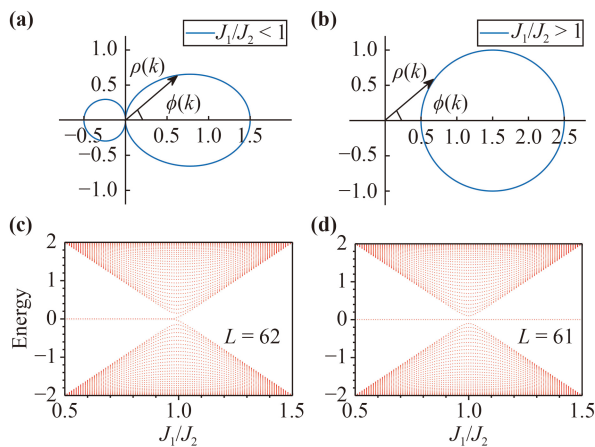 (a)
J₁/J₂ < 1
1.0
ρ(k)
0.5
ϕ(k)
−0.5
0.5
1.0
1.5
−0.5
−1.0
(b)
J₁/J₂ > 1
1.0
ρ(k)
0.5
ϕ(k)
0.5
1.0
1.5
2.0
2.5
−0.5
−1.0
(c)
2
1
0
−1
−2
Energy
L = 62
0.5
1.0
1.5
J₁/J₂
(d)
2
1
0
−1
−2
L = 61
0.5
1.0
1.5
J₁/J₂